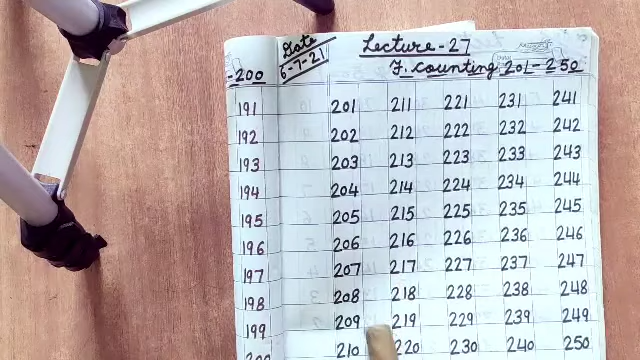 Date
6-7-21
Lecture-27
F. counting 201-250
-200
191 201 211 221 231 241
192 202 212 222 232 242
193 203 213 223 233 243
194 204 214 224 234 244
195 205 215 225 235 245
196 206 216 226 236 246
197 207 217 227 237 247
198 208 218 228 238 248
199 209 219 229 239 249
200 210 220 230 240 250